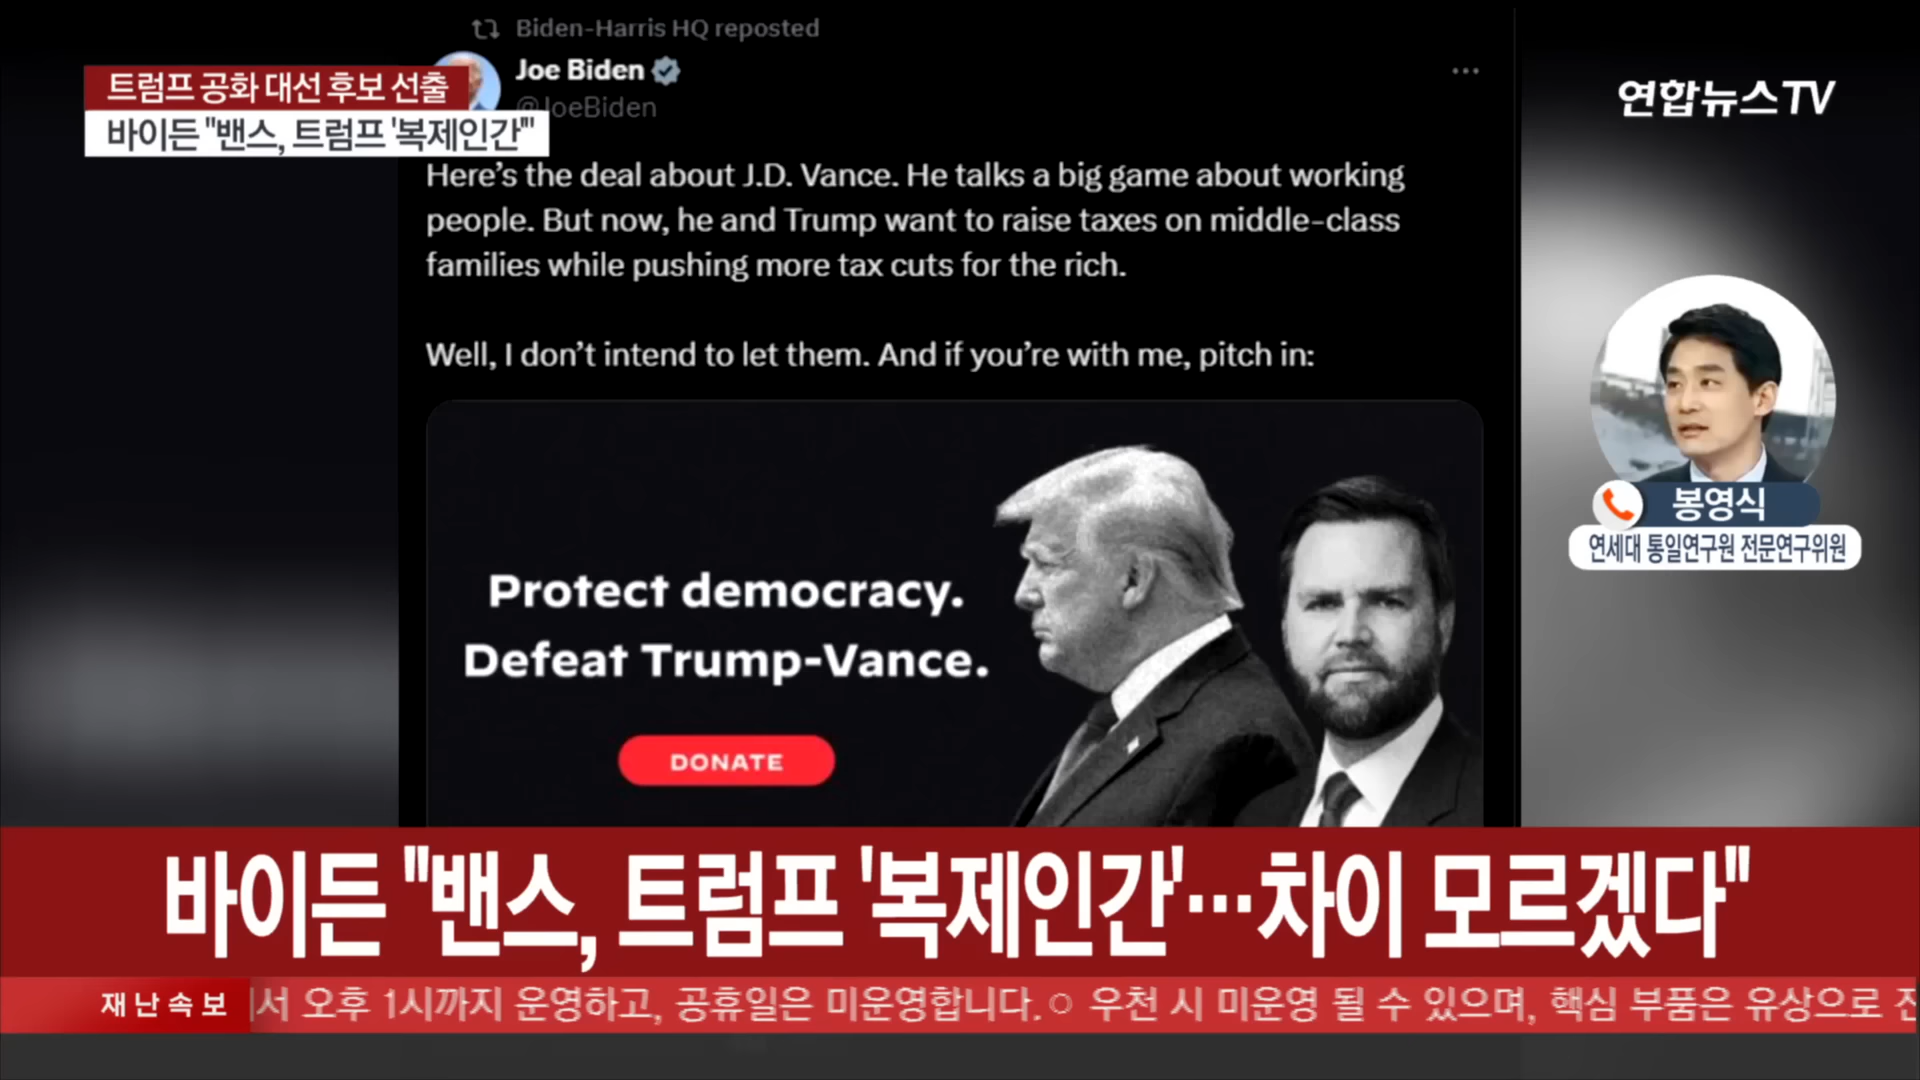 Biden-Harris HQ reposted
Joe Biden
@JoeBiden
트럼프 공화 대선 후보 선출
바이든 "밴스, 트럼프 '복제인간'"
연합뉴스TV
Here's the deal about J.D. Vance. He talks a big game about working
people. But now, he and Trump want to raise taxes on middle-class
families while pushing more tax cuts for the rich.
Well, I don't intend to let them. And if you're with me, pitch in:
봉영식
연세대 통일연구원 전문연구위원
Protect democracy.
Defeat Trump-Vance.
DONATE
바이든 "밴스, 트럼프 '복제인간'…차이 모르겠다"
재난속보
서 오후 1시까지 운영하고, 공휴일은 미운영합니다.○ 우천 시 미운영 될 수 있으며, 핵심 부품은 유상으로